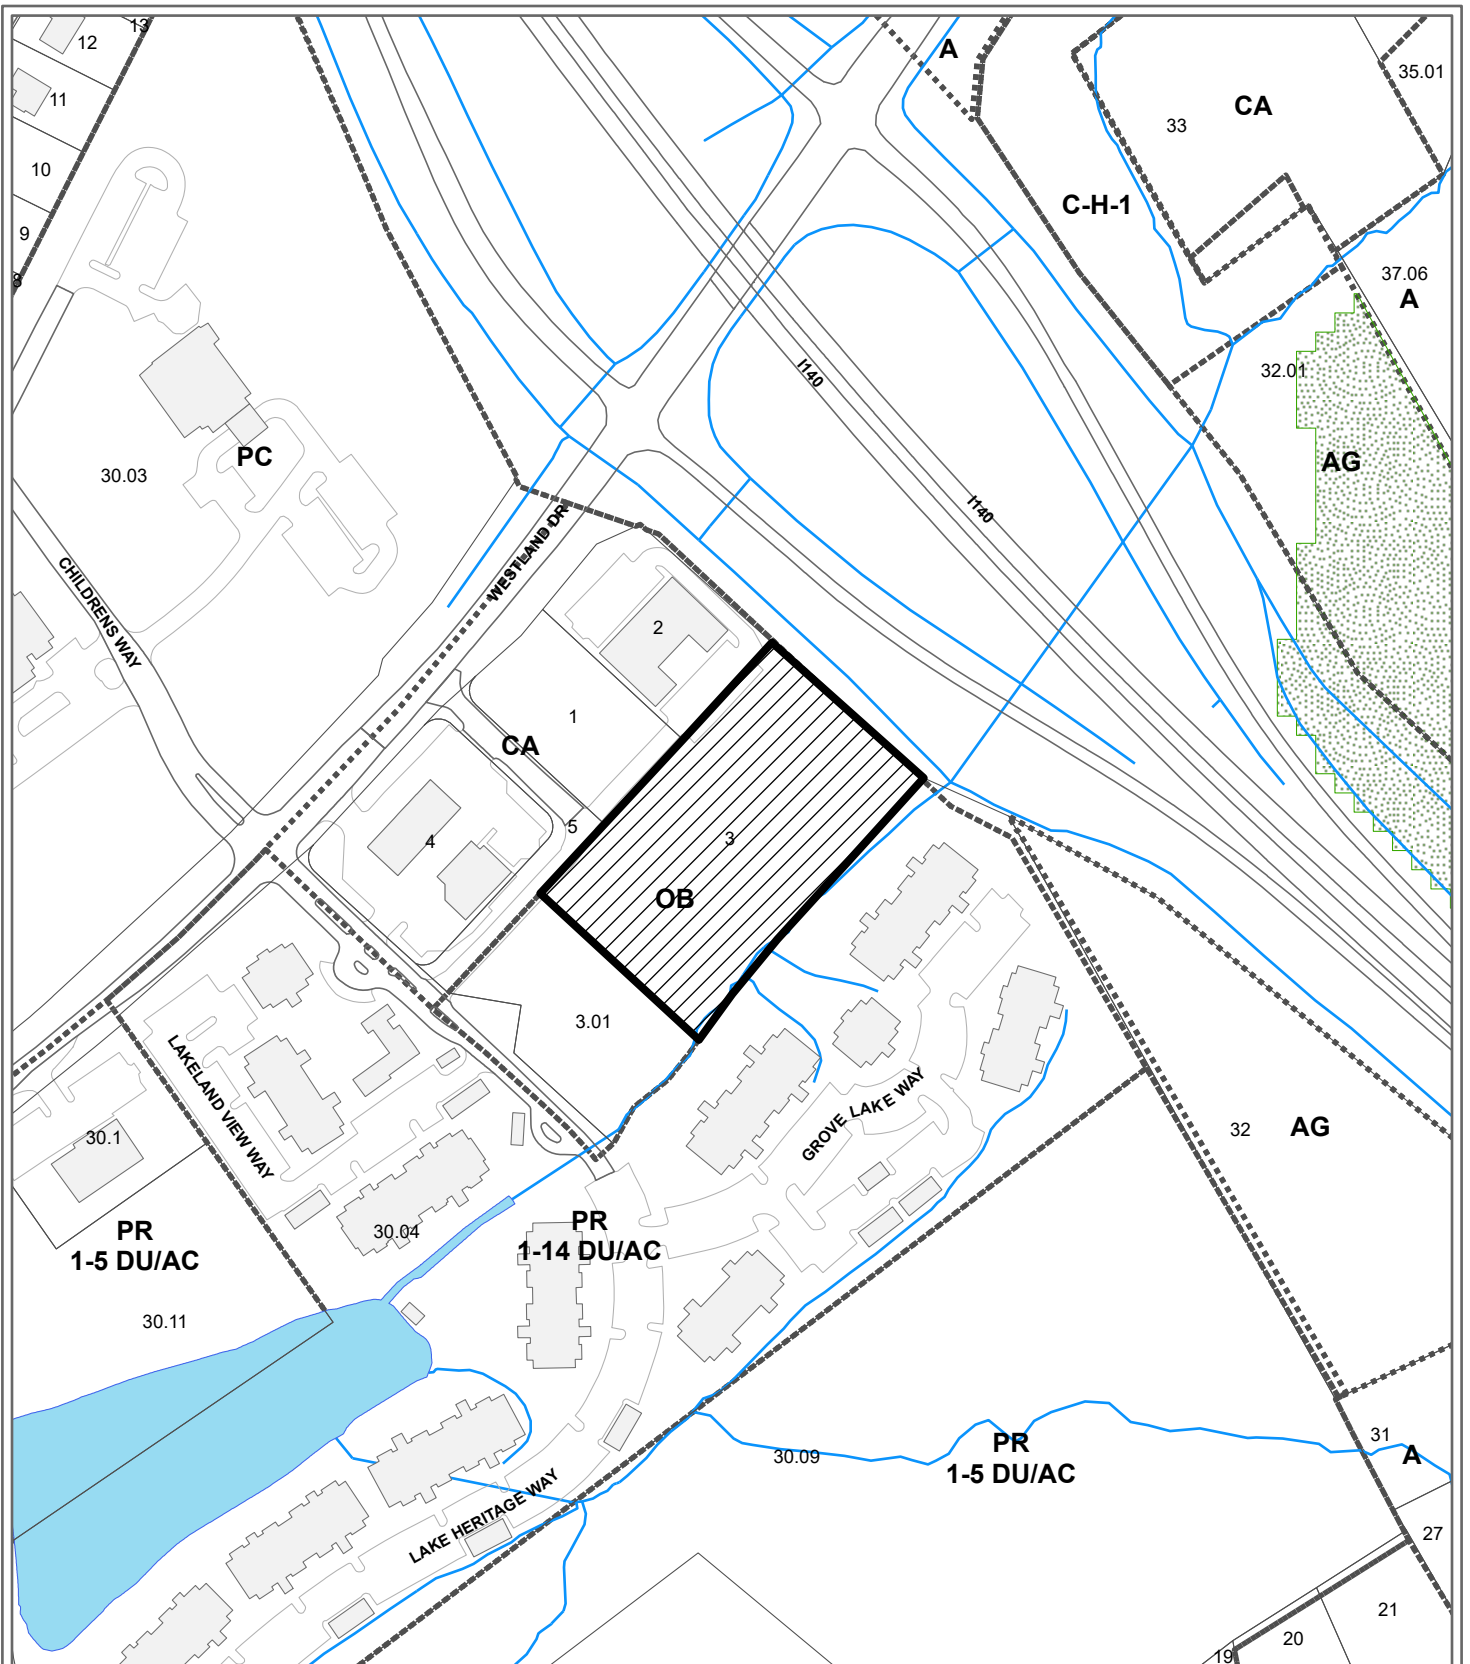 13
12
A
35.01
11
CA
33
10
C-H-1
9
37.06
8
A
I140
32.01
PC
AG
30.03
I140
WESTLAND DR
CHILDRENS WAY
2
1
CA
5
3
4
OB
3.01
LAKELAND VIEW WAY
GROVE LAKE WAY
30.1
32
AG
PR
1-5 DU/AC
30.04
PR
1-14 DU/AC
30.11
31
PR
1-5 DU/AC
30.09
A
LAKE HERITAGE WAY
27
21
20
19